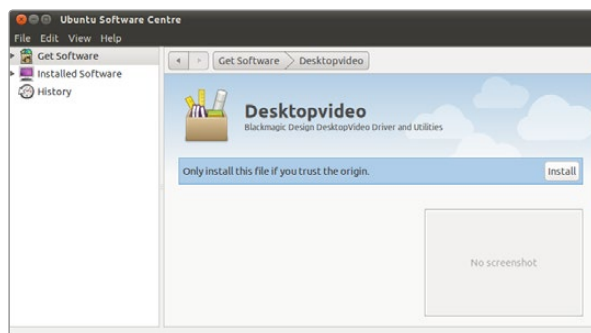 Ubuntu Software Centre
File Edit View Help
Get Software
Installed Software
History
Get Software Desktopvideo
Desktopvideo
Blackmagic Design DesktopVideo Driver and Utilities
Only install this file if you trust the origin.
Install
No screenshot